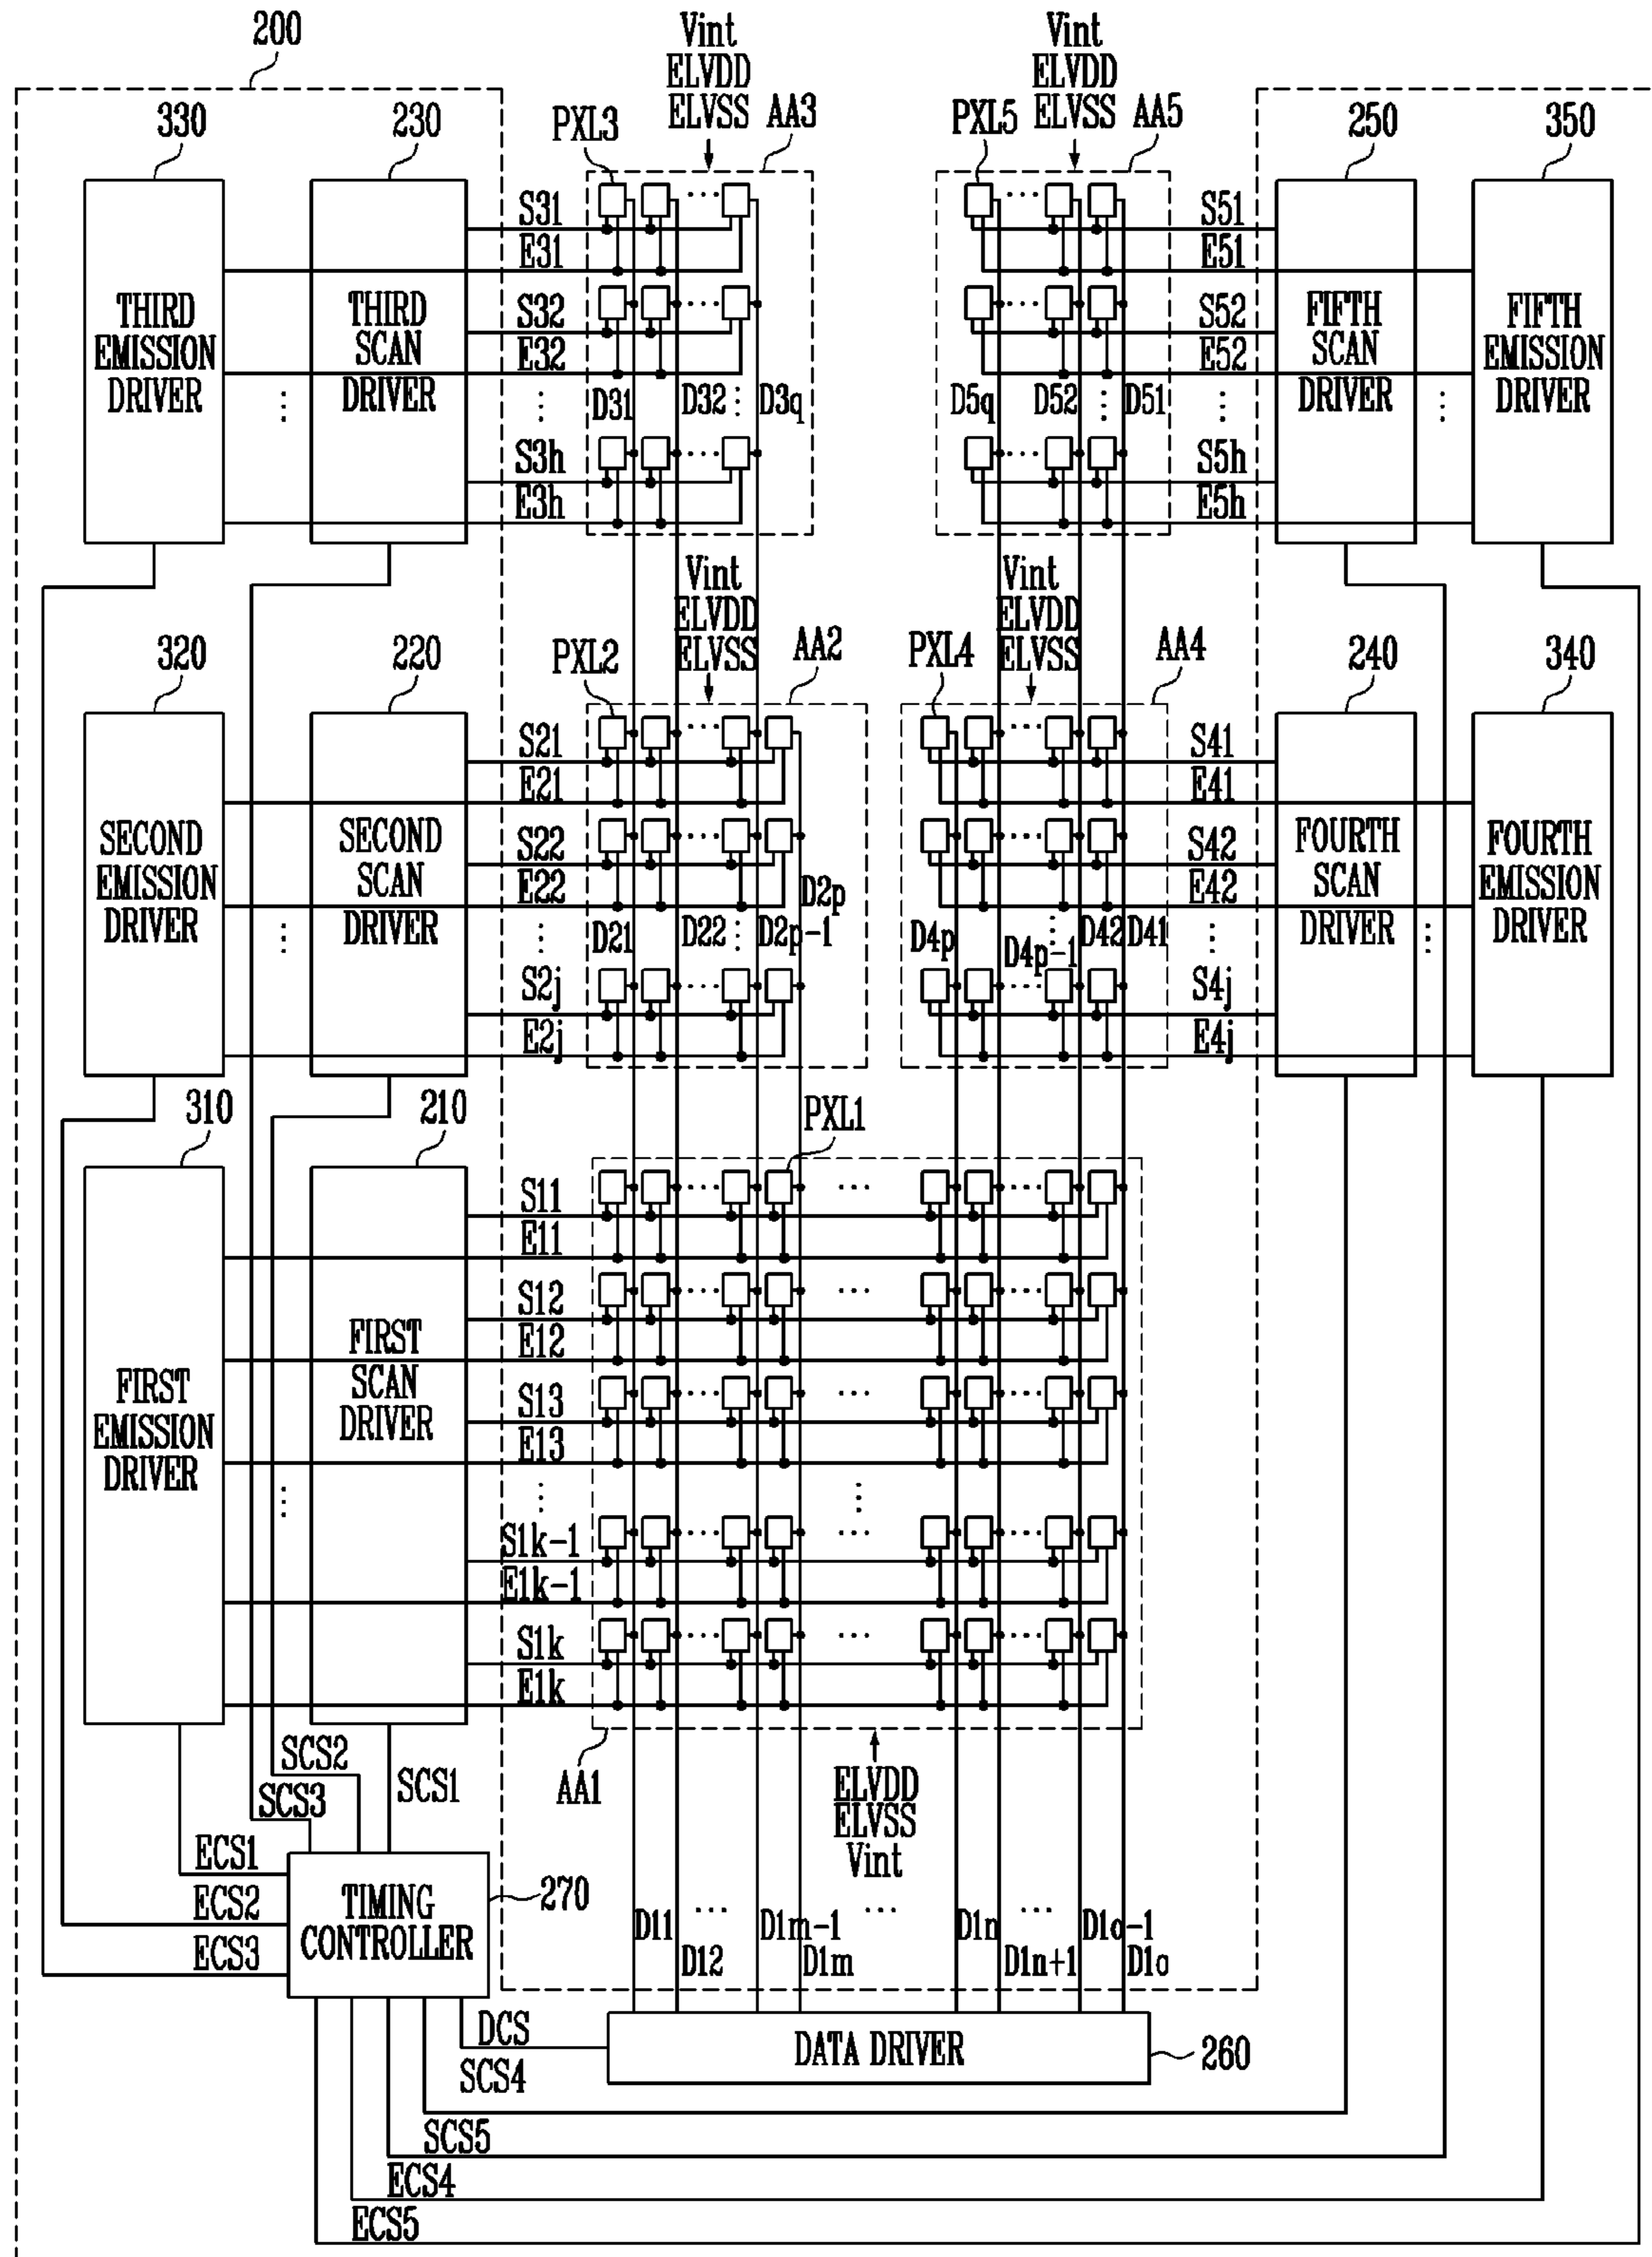 200
Vint
ELVDD
ELVSS
Vint
ELVDD
ELVSS
330
230
PXL3
AA3
PXL5
AA5
250
350
THIRD
EMISSION
DRIVER
THIRD
SCAN
DRIVER
S31
E31
S32
E32
S3h
E3h
D31
D32
D3q
D5q
D52
D51
S51
E51
S52
E52
S5h
E5h
FIFTH
SCAN
DRIVER
FIFTH
EMISSION
DRIVER
Vint
ELVDD
ELVSS
Vint
ELVDD
ELVSS
320
220
PXL2
AA2
PXL4
AA4
240
340
SECOND
EMISSION
DRIVER
SECOND
SCAN
DRIVER
S21
E21
S22
E22
S2j
E2j
D21
D22
D2p-1
D2p
D4p
D4p-1
D42
D41
S41
E41
S42
E42
S4j
E4j
FOURTH
SCAN
DRIVER
FOURTH
EMISSION
DRIVER
310
210
PXL1
FIRST
EMISSION
DRIVER
FIRST
SCAN
DRIVER
S11
E11
S12
E12
S13
E13
S1k-1
E1k-1
S1k
E1k
SCS2
SCS3
SCS1
AA1
ELVDD
ELVSS
Vint
ECS1
ECS2
ECS3
TIMING
CONTROLLER
270
D11
D12
D1m-1
D1m
D1n
D1n+1
D1o-1
D1o
DCS
SCS4
DATA DRIVER
260
SCS5
ECS4
ECS5